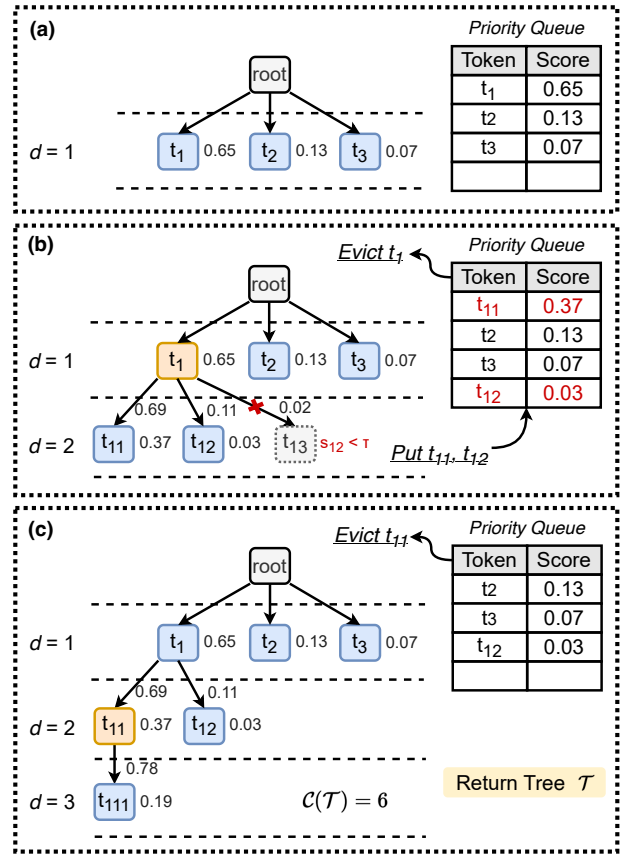 (a)
Priority Queue
Token Score
t1 0.65
t2 0.13
t3 0.07
root
d = 1
t1 0.65
t2 0.13
t3 0.07
(b)
Evict t1
Priority Queue
Token Score
t11 0.37
t2 0.13
t3 0.07
t12 0.03
Put t11, t12
root
d = 1
t1 0.65
t2 0.13
t3 0.07
0.69 0.11 0.02
d = 2
t11 0.37
t12 0.03
t13 s12 < τ
(c)
Evict t11
Priority Queue
Token Score
t2 0.13
t3 0.07
t12 0.03
root
d = 1
t1 0.65
t2 0.13
t3 0.07
0.69 0.11
d = 2
t11 0.37
t12 0.03
0.78
d = 3
t111 0.19
C(T) = 6
Return Tree T